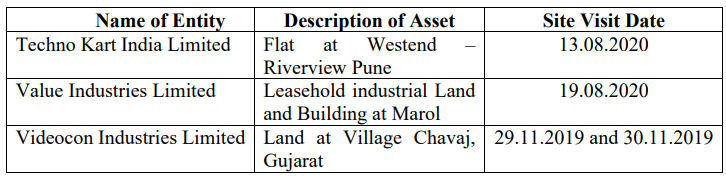 Name of Entity Description of Asset Site Visit Date
Techno Kart India Limited Flat at Westend – 13.08.2020
Riverview Pune
Value Industries Limited Leasehold industrial Land 19.08.2020
and Building at Marol
Videocon Industries Limited Land at Village Chavaj, 29.11.2019 and 30.11.2019
Gujarat